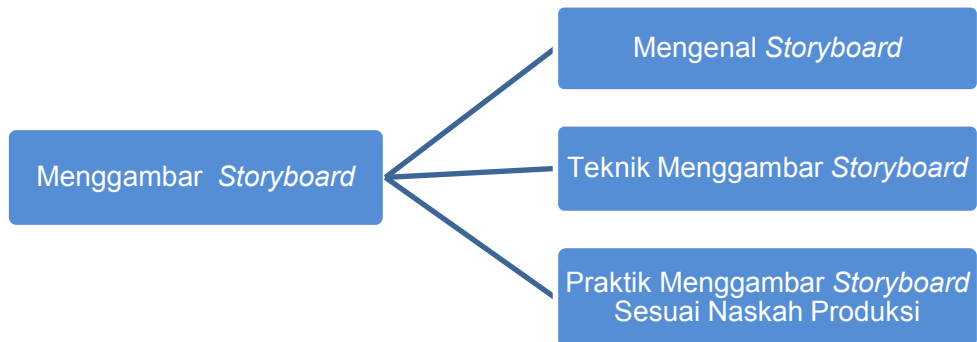 Mengenal Storyboard
Menggambar Storyboard
Teknik Menggambar Storyboard
Praktik Menggambar Storyboard
Sesuai Naskah Produksi